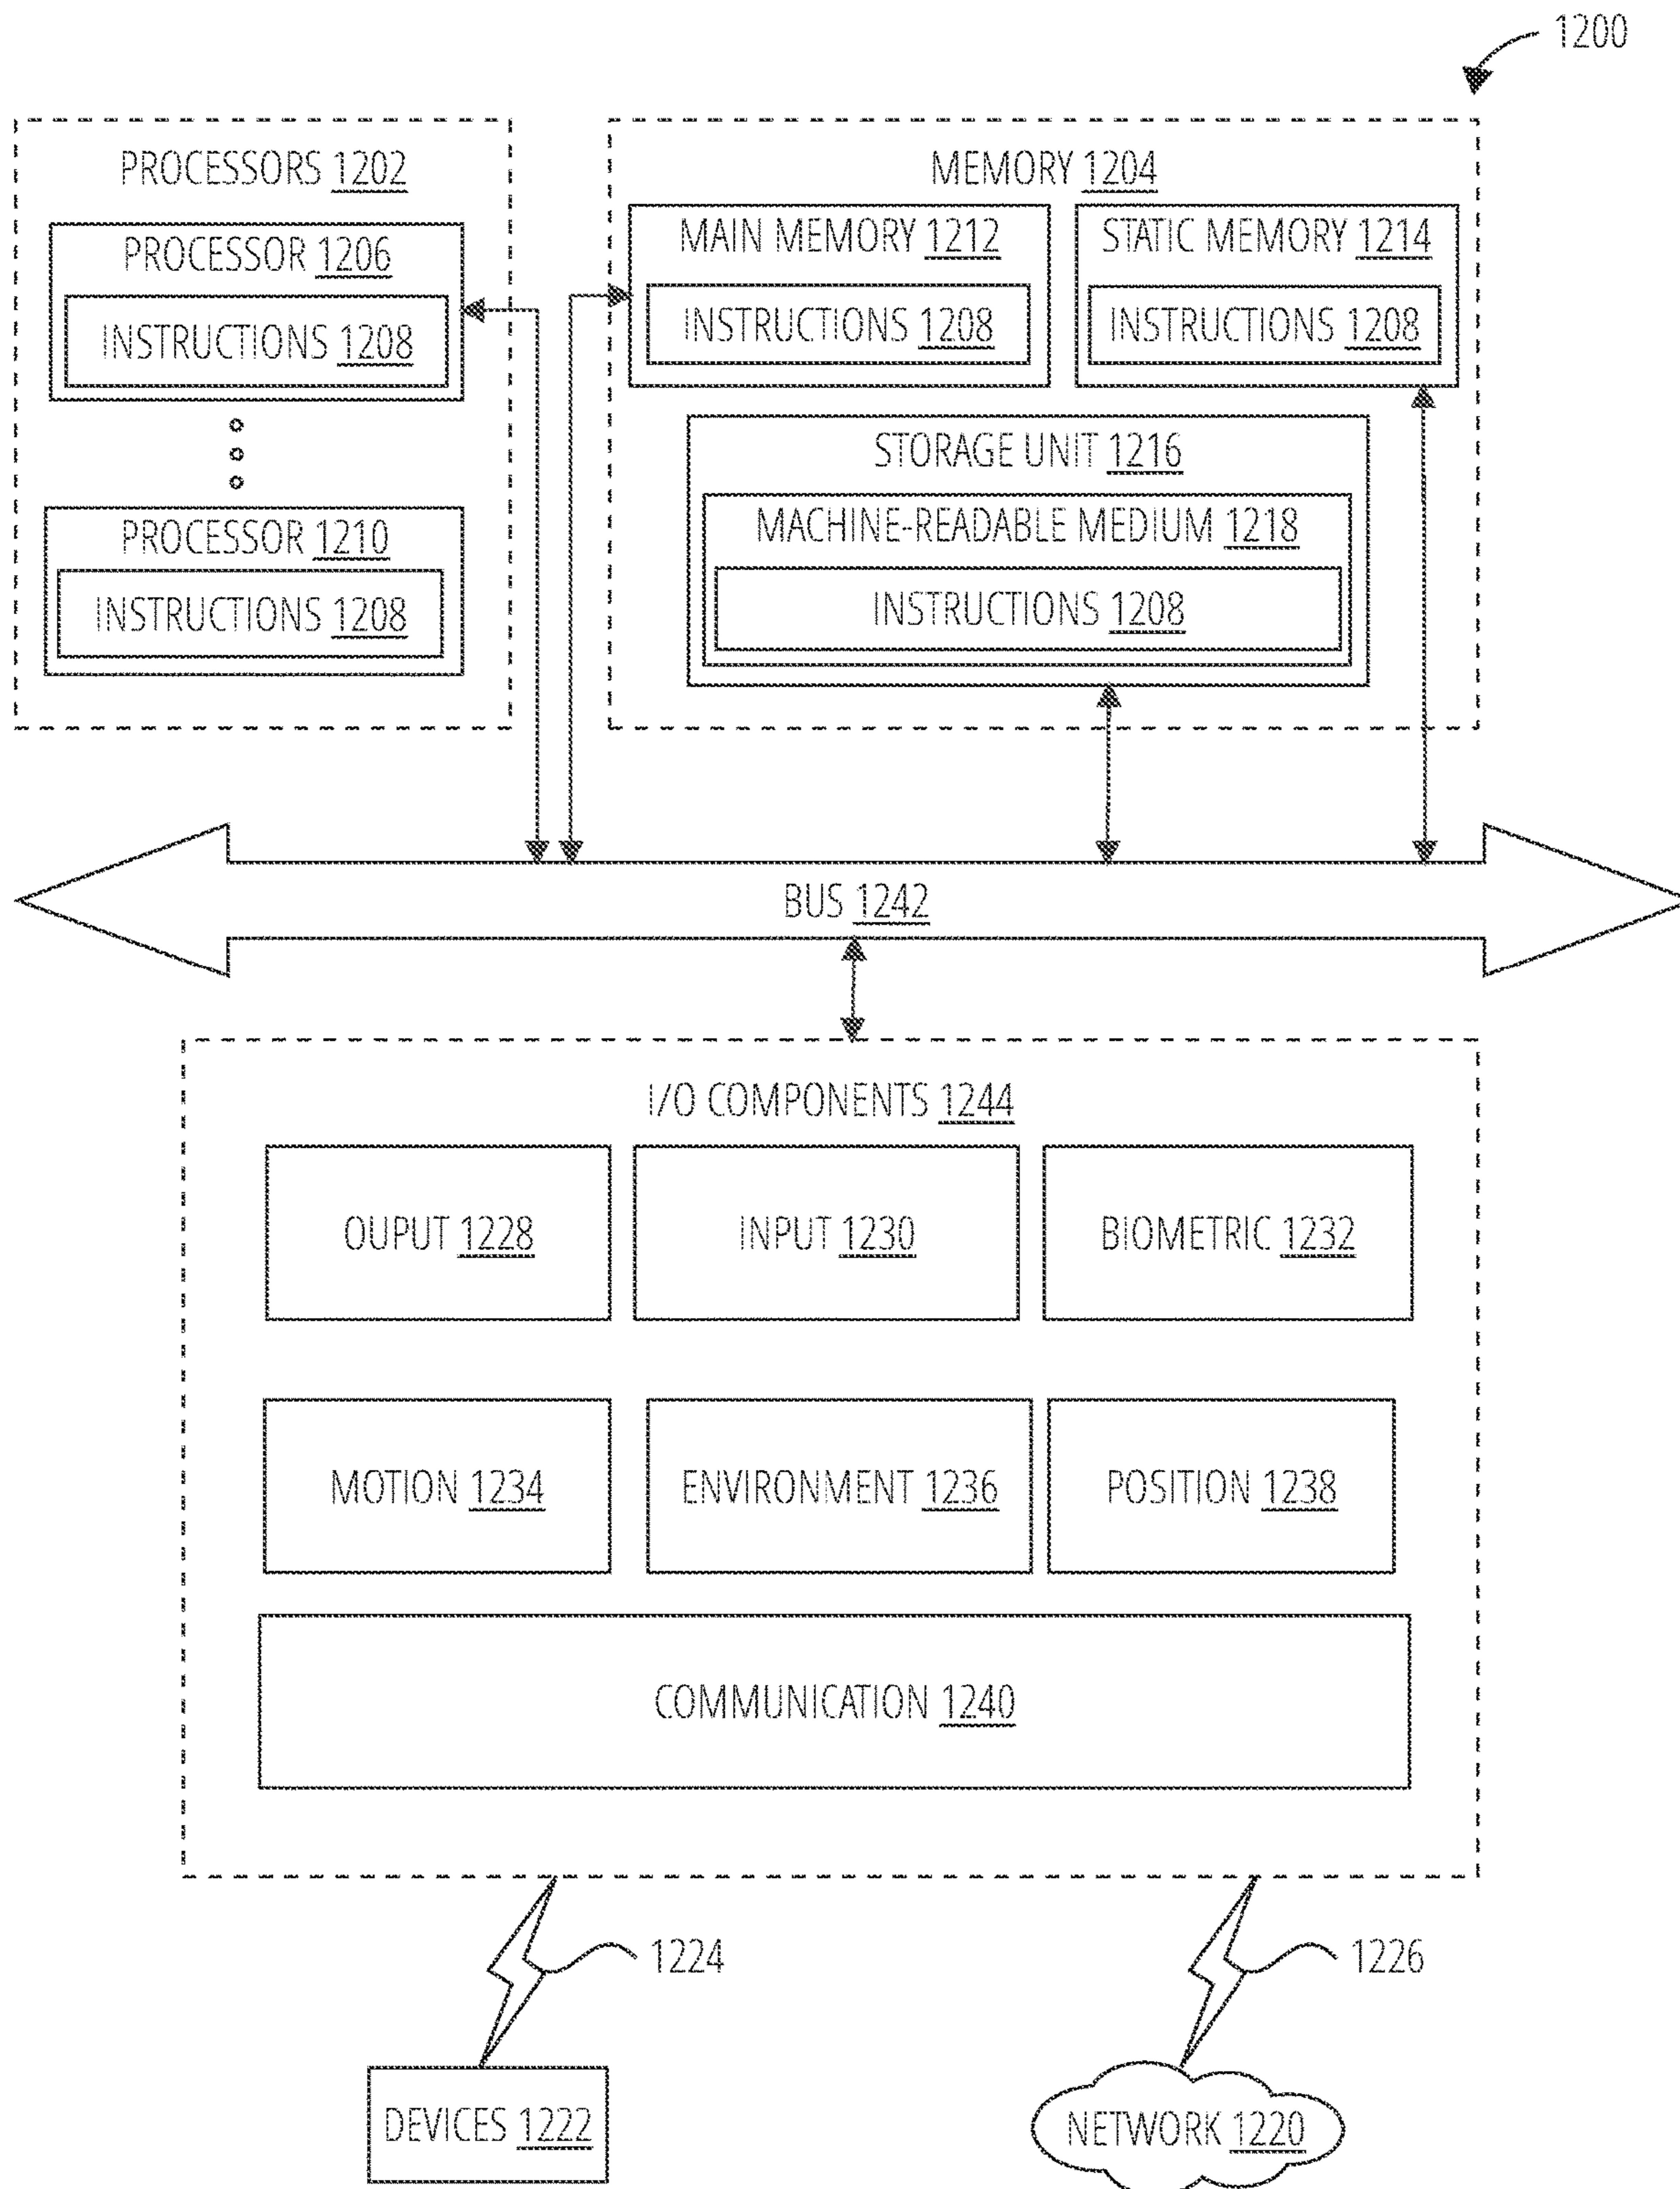 1200
PROCESSORS 1202
PROCESSOR 1206
INSTRUCTIONS 1208
PROCESSOR 1210
INSTRUCTIONS 1208
MEMORY 1204
MAIN MEMORY 1212
INSTRUCTIONS 1208
STATIC MEMORY 1214
INSTRUCTIONS 1208
STORAGE UNIT 1216
MACHINE-READABLE MEDIUM 1218
INSTRUCTIONS 1208
BUS 1242
I/O COMPONENTS 1244
OUPUT 1228
INPUT 1230
BIOMETRIC 1232
MOTION 1234
ENVIRONMENT 1236
POSITION 1238
COMMUNICATION 1240
1224
1226
DEVICES 1222
NETWORK 1220